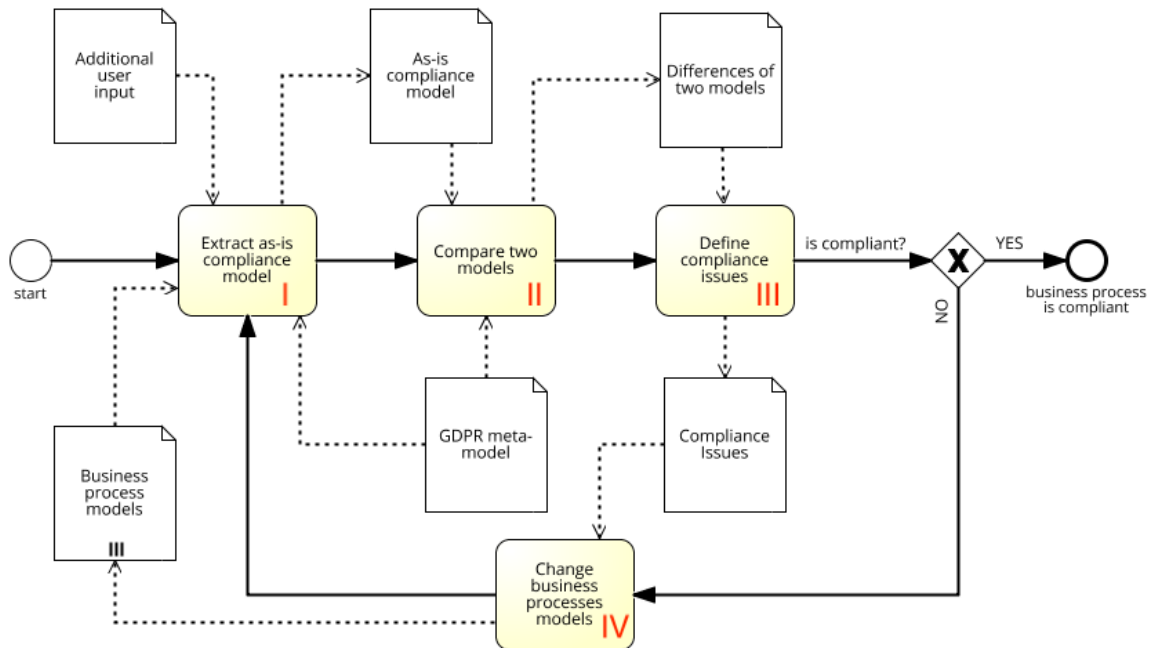 Additional
user
input
As-is
compliance
model
Differences of
two models
Extract as-is
compliance
model
I
Compare two
models
II
Define
compliance
issues
III
is compliant?
X
YES
NO
start
business process
is compliant
Business
process
models
III
GDPR meta-
model
Compliance
Issues
Change
business
processes
models
IV